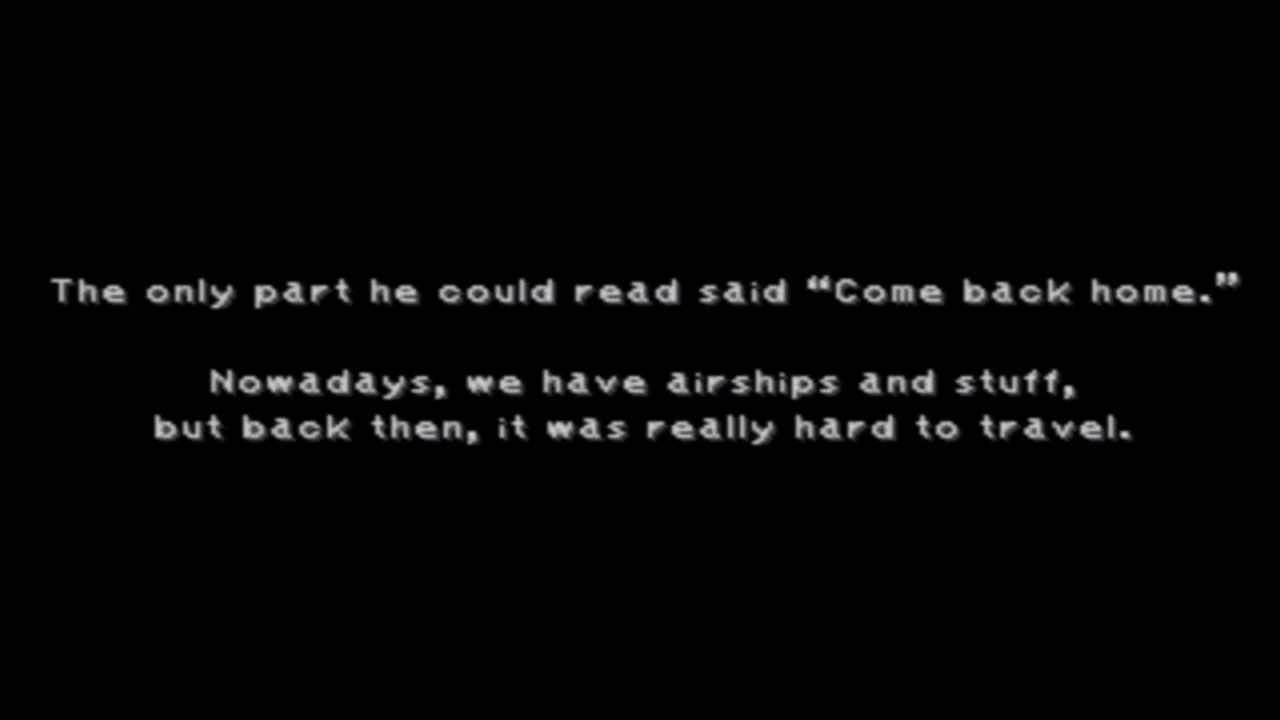 The only part he could read said “Come back home.”
Nowadays, we have airships and stuff,
but back then, it was really hard to travel.